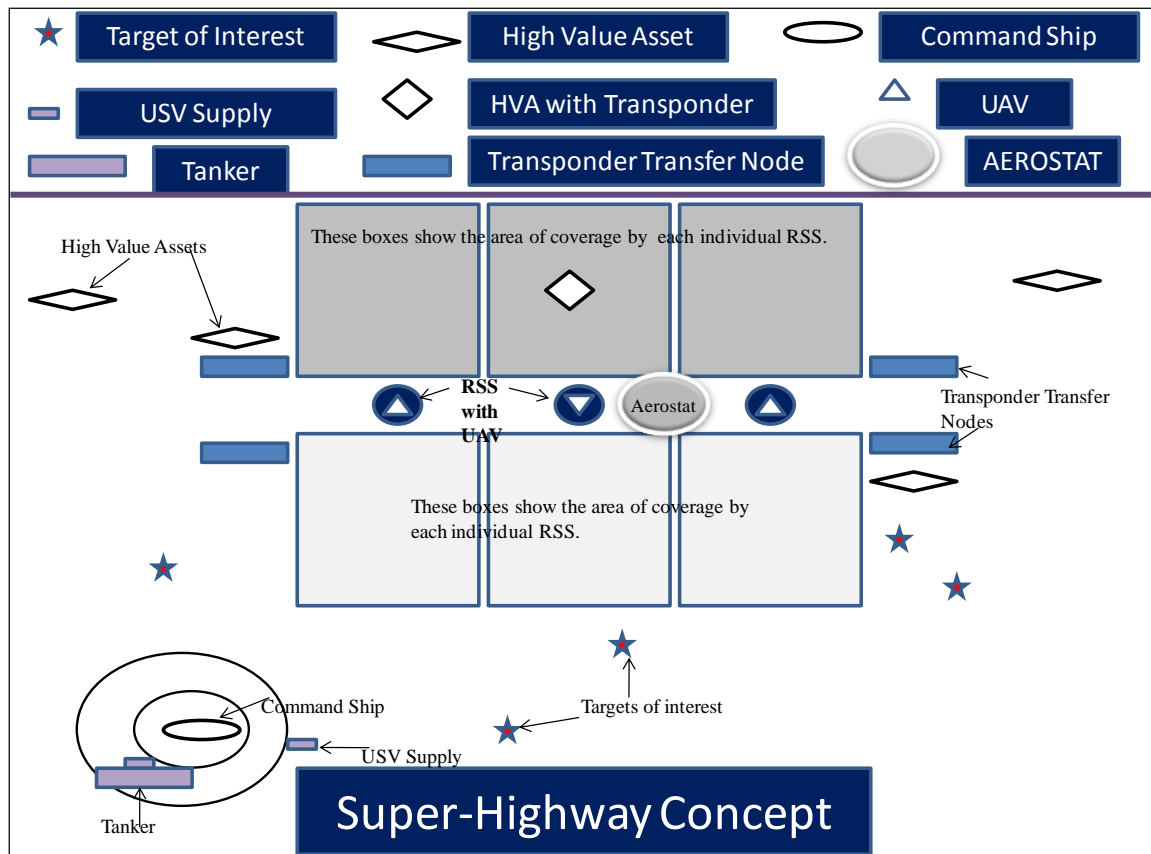 Target of Interest
High Value Asset
Command Ship
USV Supply
HVA with Transponder
UAV
Tanker
Transponder Transfer Node
AEROSTAT
High Value Assets
These boxes show the area of coverage by each individual RSS.
RSS
with
UAV
Aerostat
Transponder Transfer
Nodes
These boxes show the area of coverage by
each individual RSS.
Command Ship
Targets of interest
USV Supply
Tanker
Super-Highway Concept